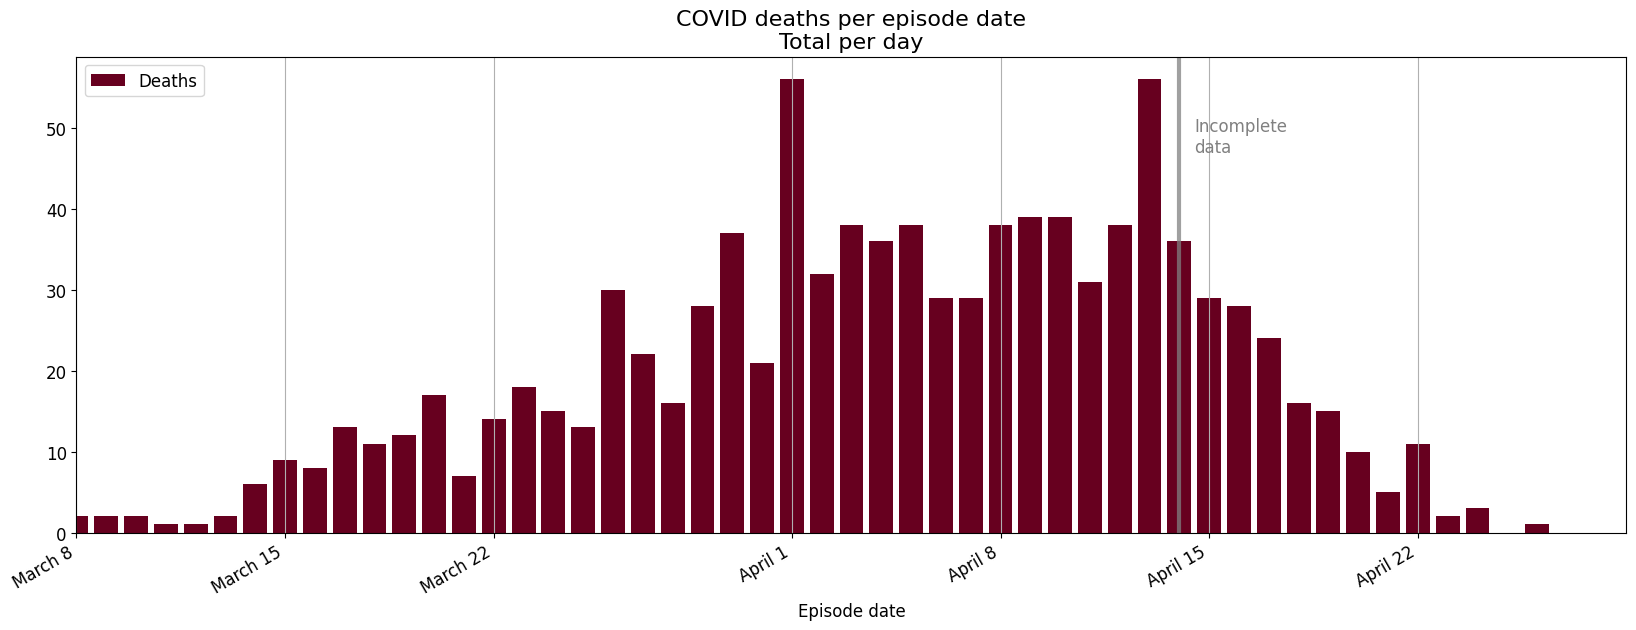 COVID deaths per episode date
Total per day
Deaths
Incomplete
data
50
40
30
20
10
0
March 8
March 15
March 22
April 1
April 8
April 15
April 22
Episode date